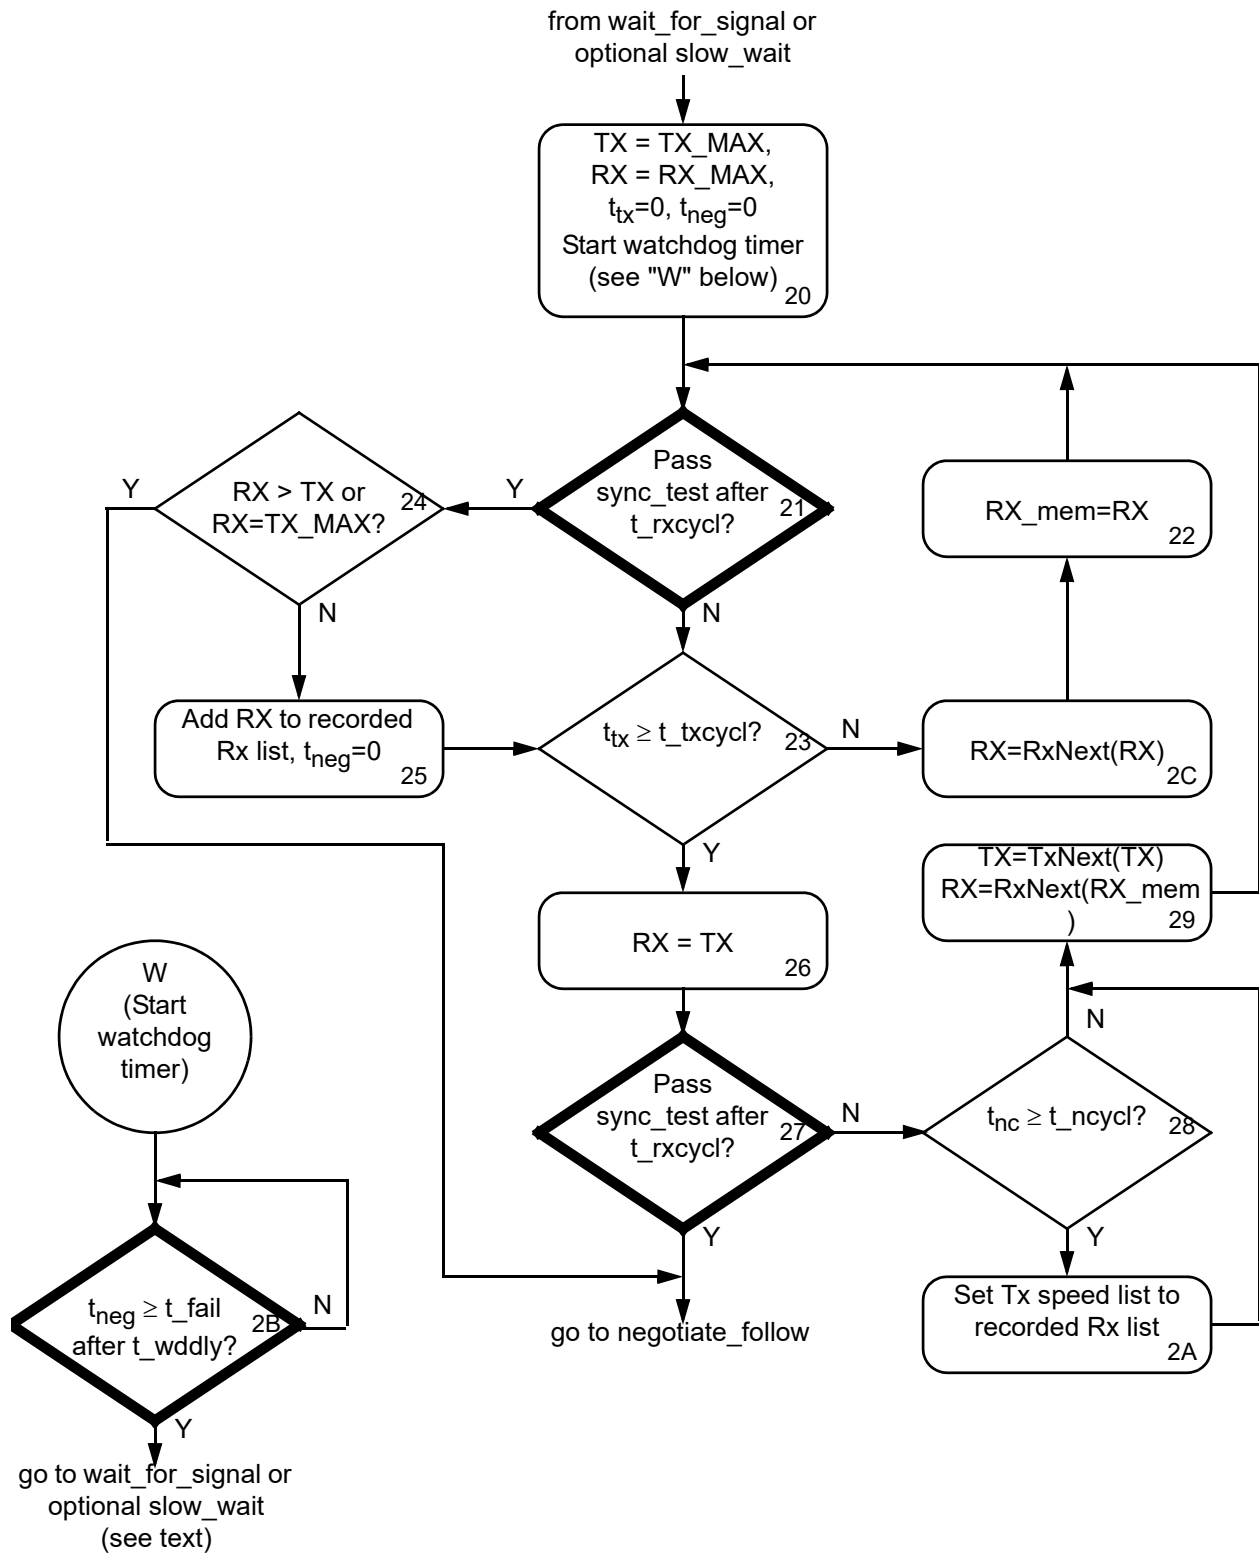 from wait_for_signal or
optional slow_wait
TX = TX_MAX,
RX = RX_MAX,
ttx=0, tneg=0
Start watchdog timer
(see "W" below)
20
Pass
sync_test after
t_rxcycl?
21
Y
N
RX > TX or
RX=TX_MAX?
24
Y
N
RX_mem=RX
22
Add RX to recorded
Rx list, tneg=0
25
ttx ≥ t_txcycl?
23
N
Y
RX=RxNext(RX)
2C
TX=TxNext(TX)
RX=RxNext(RX_mem
)
29
RX = TX
26
Pass
sync_test after
t_rxcycl?
27
N
Y
tnc ≥ t_ncycl?
28
N
Y
Set Tx speed list to
recorded Rx list
2A
go to negotiate_follow
W
(Start
watchdog
timer)
tneg ≥ t_fail
after t_wddly?
2B
N
Y
go to wait_for_signal or
optional slow_wait
(see text)